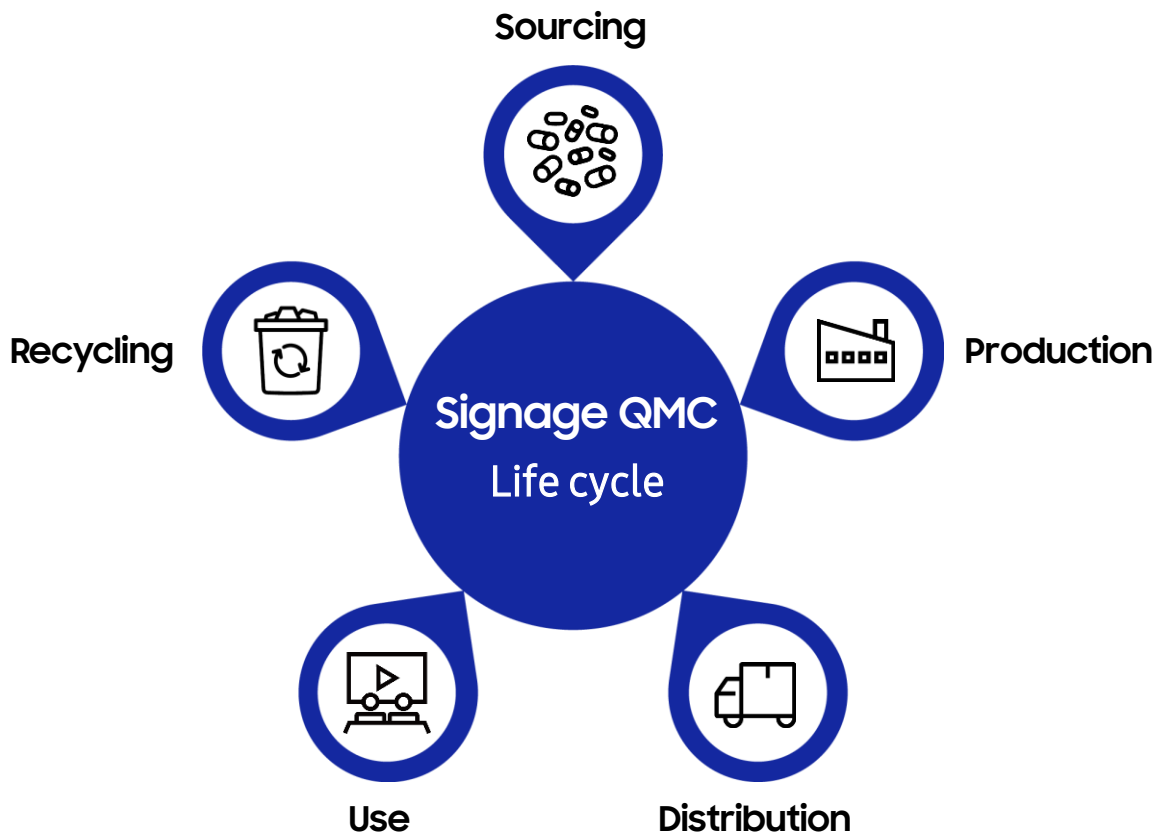 Sourcing
Recycling
Production
Signage QMC
Life cycle
Use
Distribution